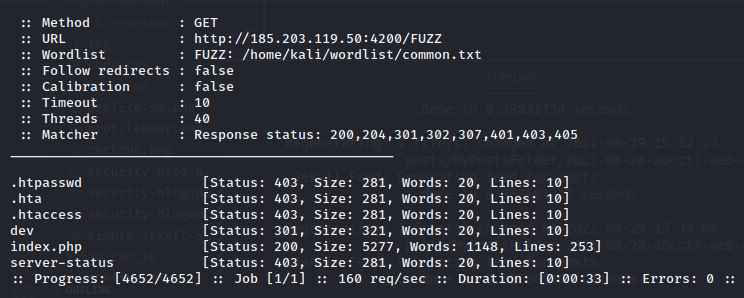 :: Method : GET
:: URL : http://185.203.119.50:4200/FUZZ
:: Wordlist : FUZZ: /home/kali/wordlist/common.txt
:: Follow redirects : false
:: Calibration : false
:: Timeout : 10
:: Threads : 40
:: Matcher : Response status: 200,204,301,302,307,401,403,405
.htpasswd [Status: 403, Size: 281, Words: 20, Lines: 10]
.hta [Status: 403, Size: 281, Words: 20, Lines: 10]
.htaccess [Status: 403, Size: 281, Words: 20, Lines: 10]
dev [Status: 301, Size: 321, Words: 20, Lines: 10]
index.php [Status: 200, Size: 5277, Words: 1148, Lines: 253]
server-status [Status: 403, Size: 281, Words: 20, Lines: 10]
:: Progress: [4652/4652] :: Job [1/1] :: 160 req/sec :: Duration: [0:00:33] :: Errors: 0 ::